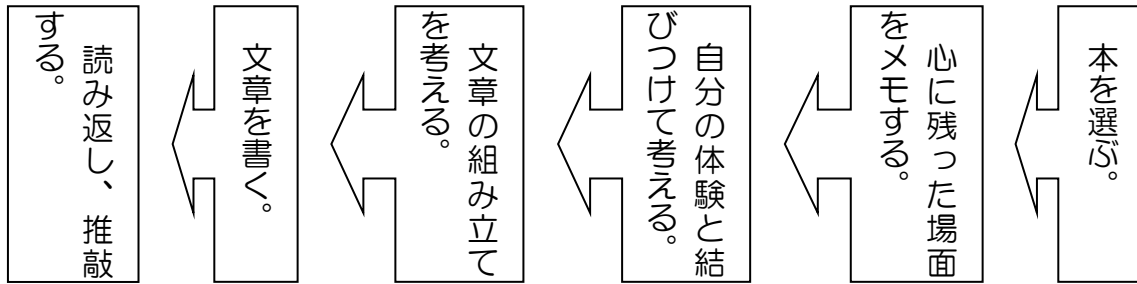 本を選ぶ。
心に残った場面
をメモする。
自分の体験と結
びつけて考える。
文章の組み立て
を考える。
文章を書く。
読み返し、推敲
する。